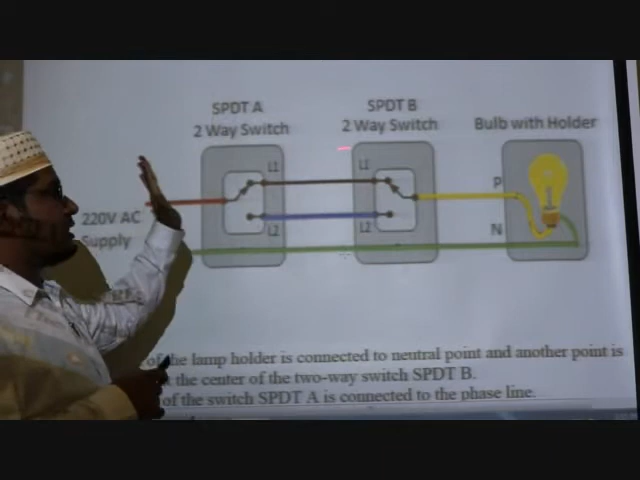 SPDT A
2 Way Switch
SPDT B
2 Way Switch
Bulb with Holder
L1
L1
P
220V AC
Supply
L2
L2
N
of the lamp holder is connected to neutral point and another point is
the center of the two-way switch SPDT B.
of the switch SPDT A is connected to the phase line.